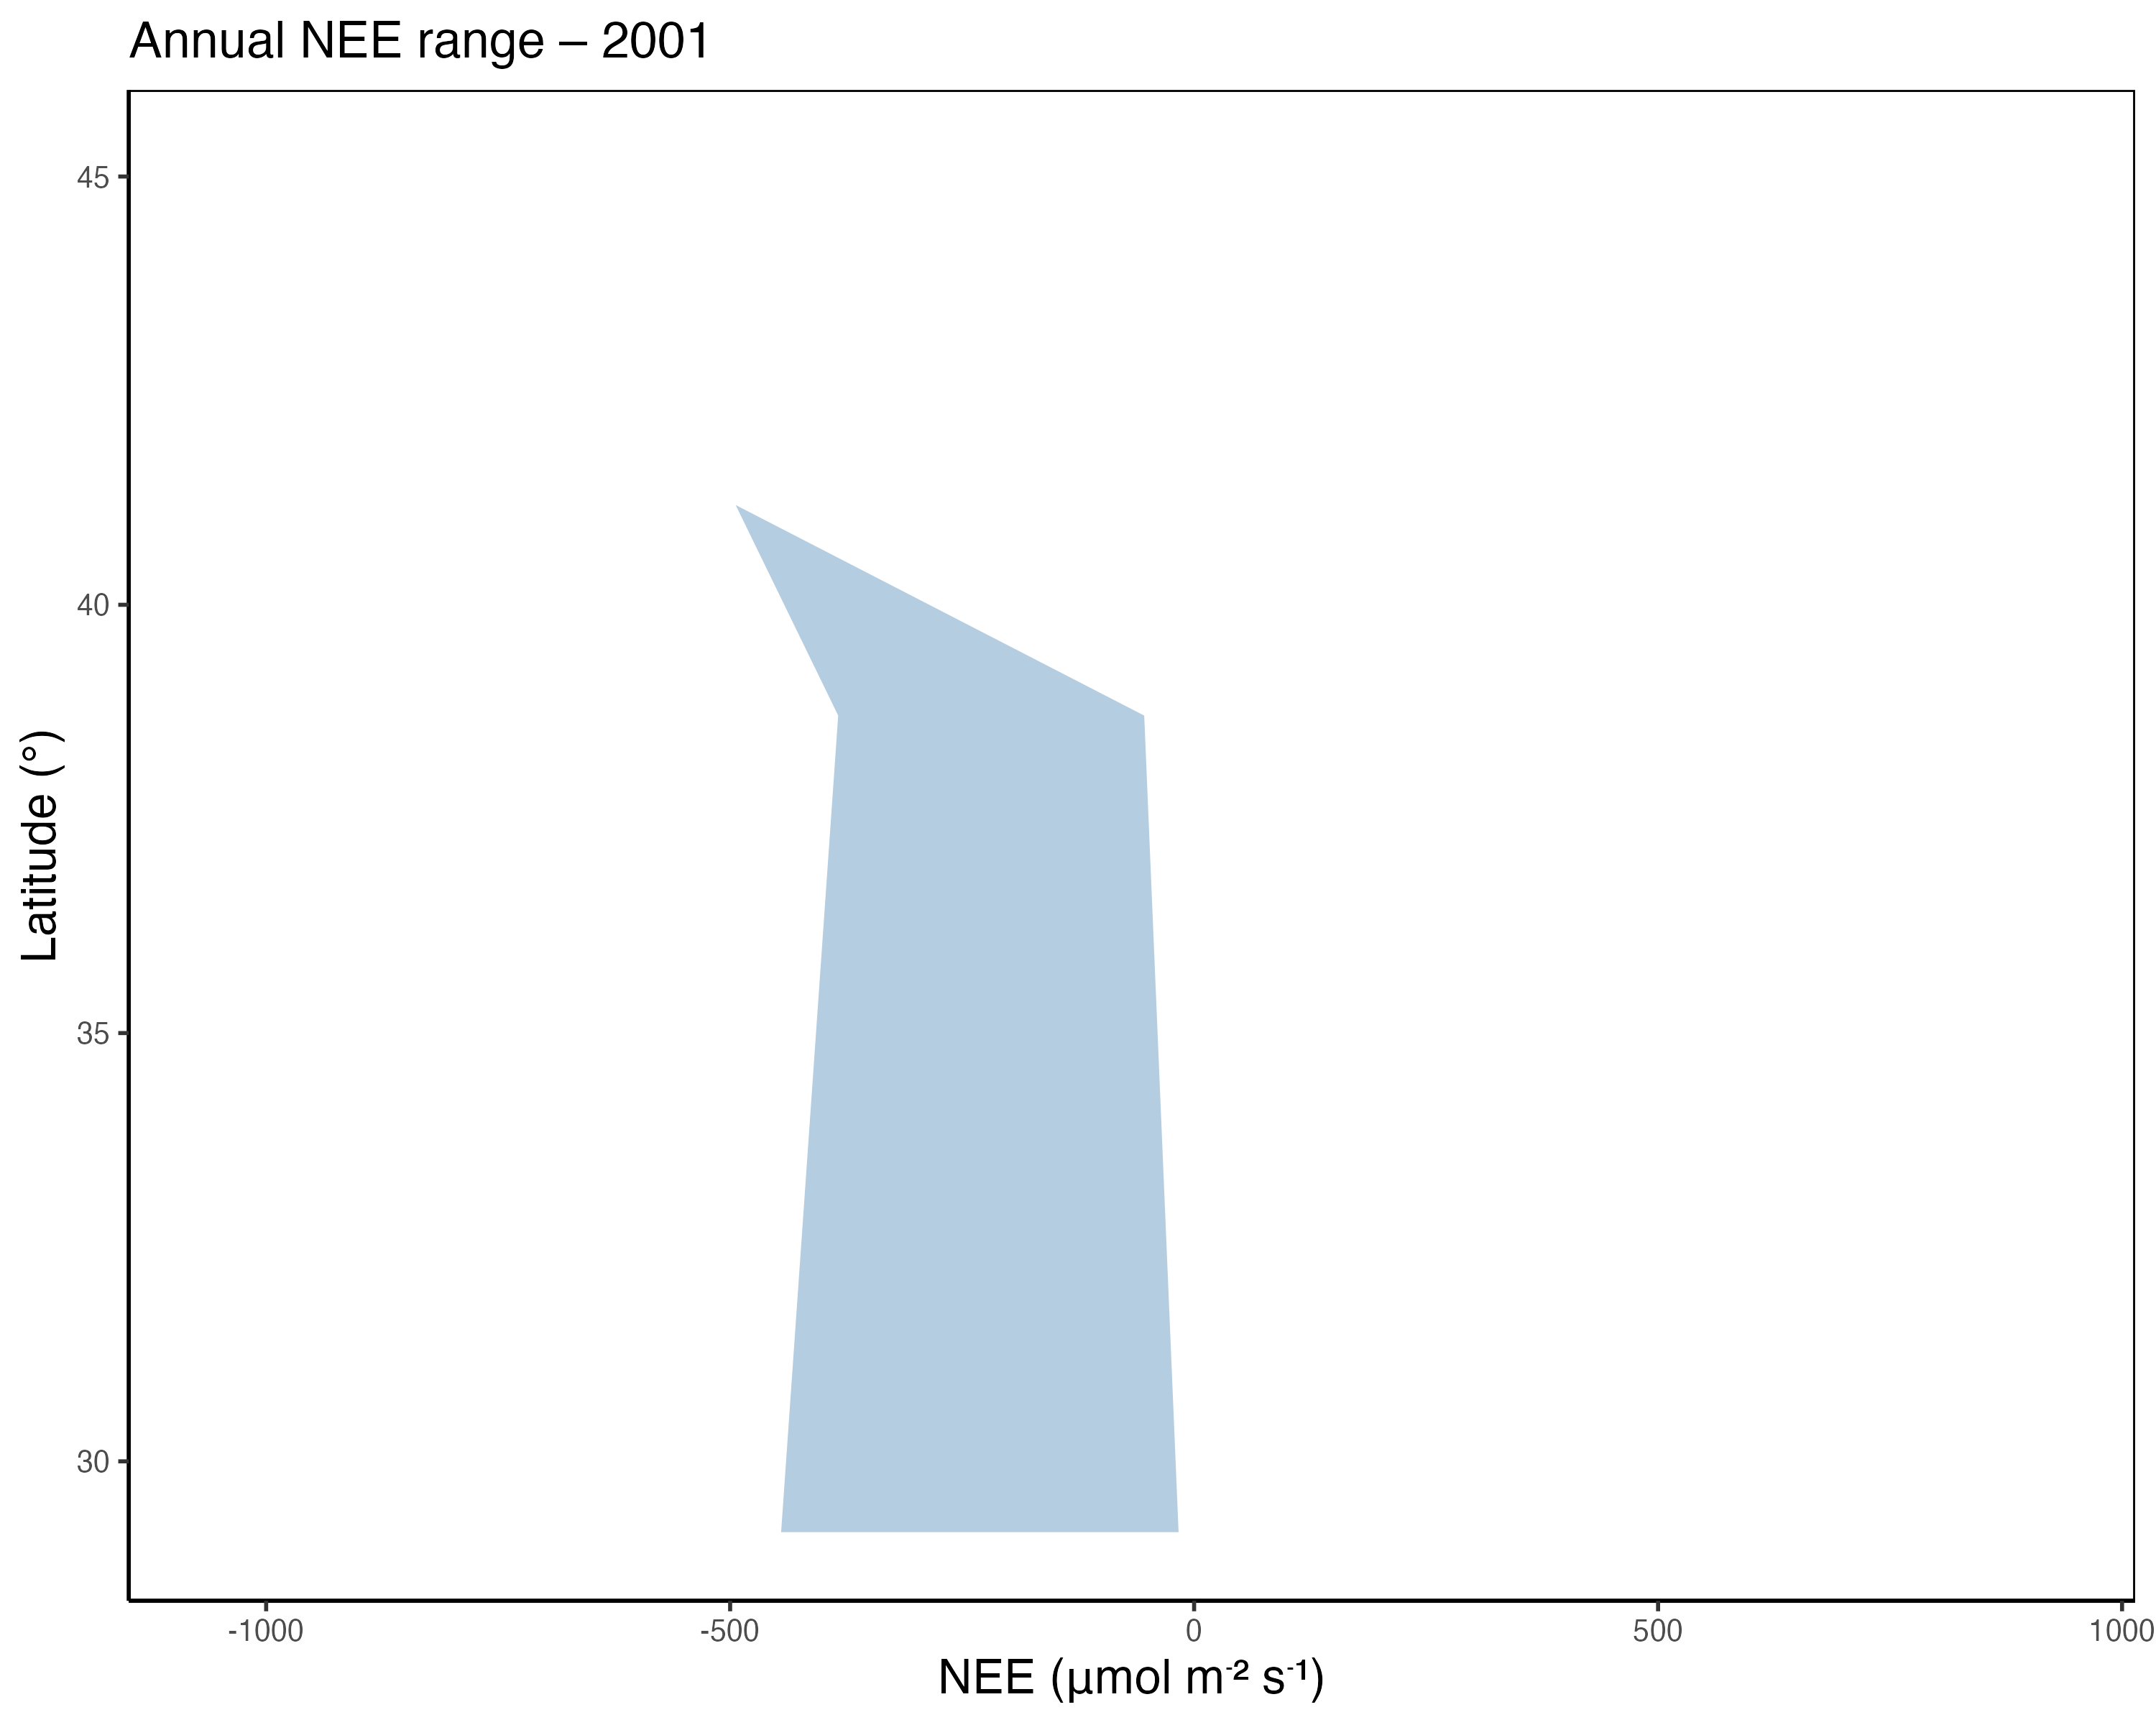 Annual NEE range – 2001
45
40
35
30
Latitude (°)
-1000 -500 0 500 1000
NEE (μmol m⁻² s⁻¹)